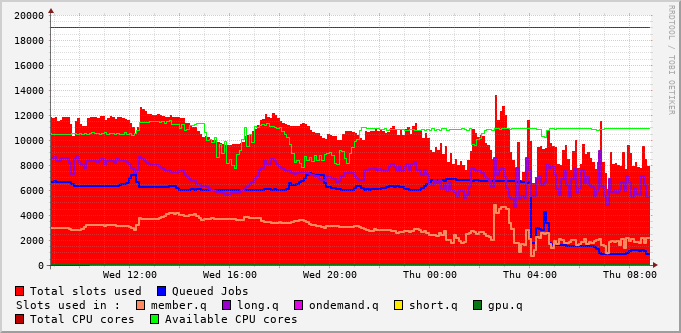 20000
18000
16000
14000
12000
10000
8000
6000
4000
2000
0
Wed 12:00 Wed 16:00 Wed 20:00 Thu 00:00 Thu 04:00 Thu 08:00
Total slots used Queued Jobs
Slots used in : member.q long.q ondemand.q short.q gpu.q
Total CPU cores Available CPU cores
RRDTOOL / TOBI OETIKER